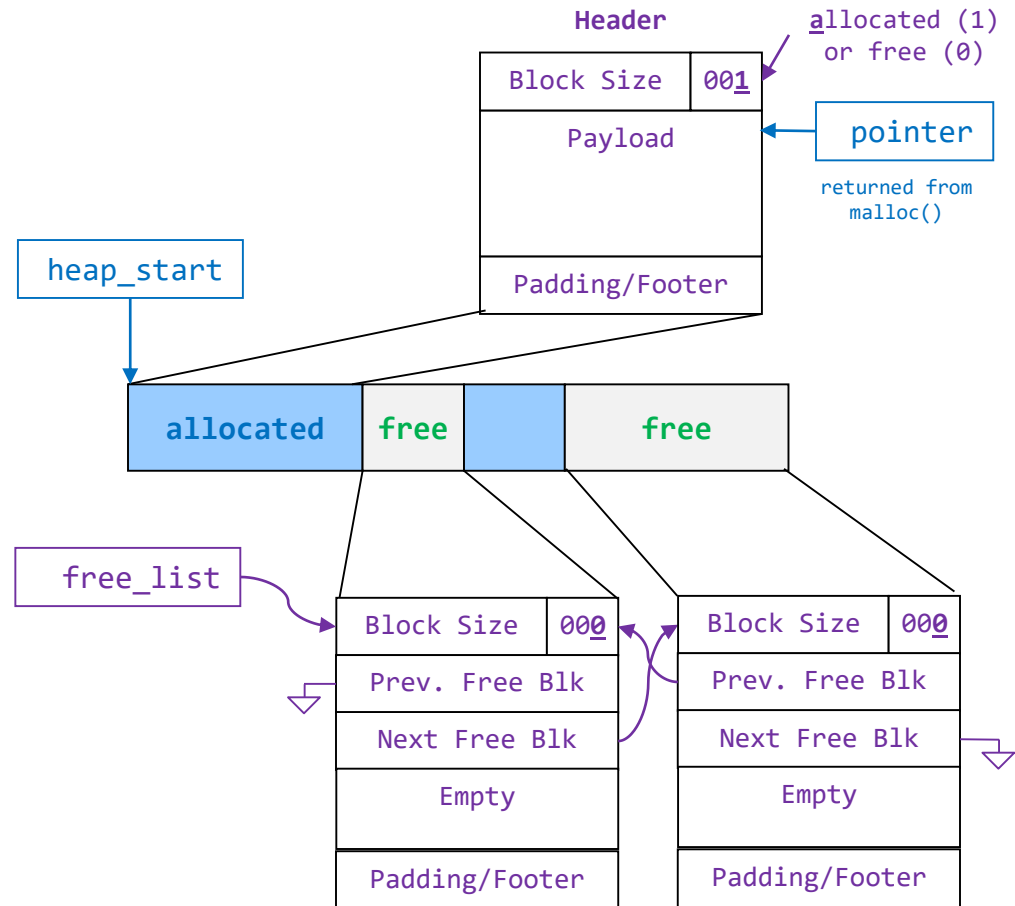 Header
allocated (1)
or free (0)
Block Size 001
Payload
pointer
returned from
malloc()
heap_start
Padding/Footer
allocated free free
free_list
Block Size 000 Block Size 000
Prev. Free Blk Prev. Free Blk
Next Free Blk Next Free Blk
Empty Empty
Padding/Footer Padding/Footer